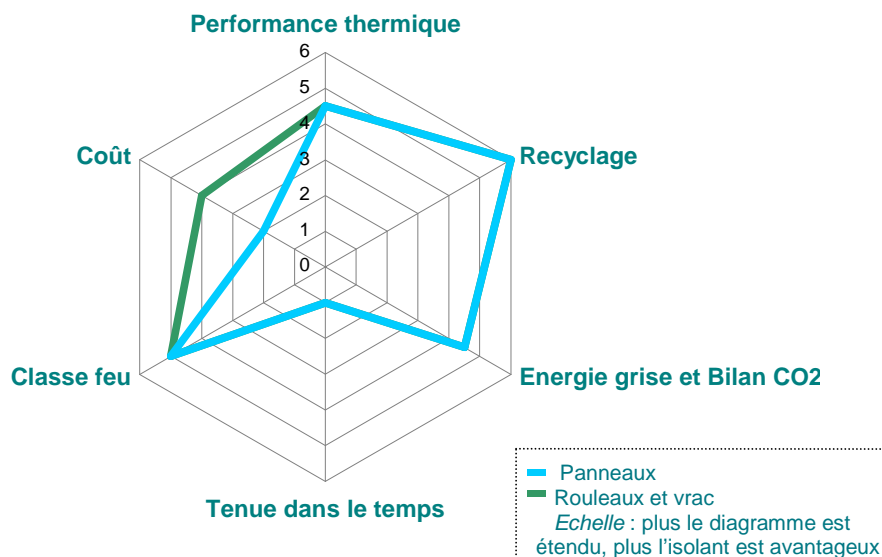 Performance thermique
6
5
4
3
2
1
0
Coût
Recyclage
Classe feu
Energie grise et Bilan CO2
Tenue dans le temps
Panneaux
Rouleaux et vrac
Echelle : plus le diagramme est
étendu, plus l'isolant est avantageux